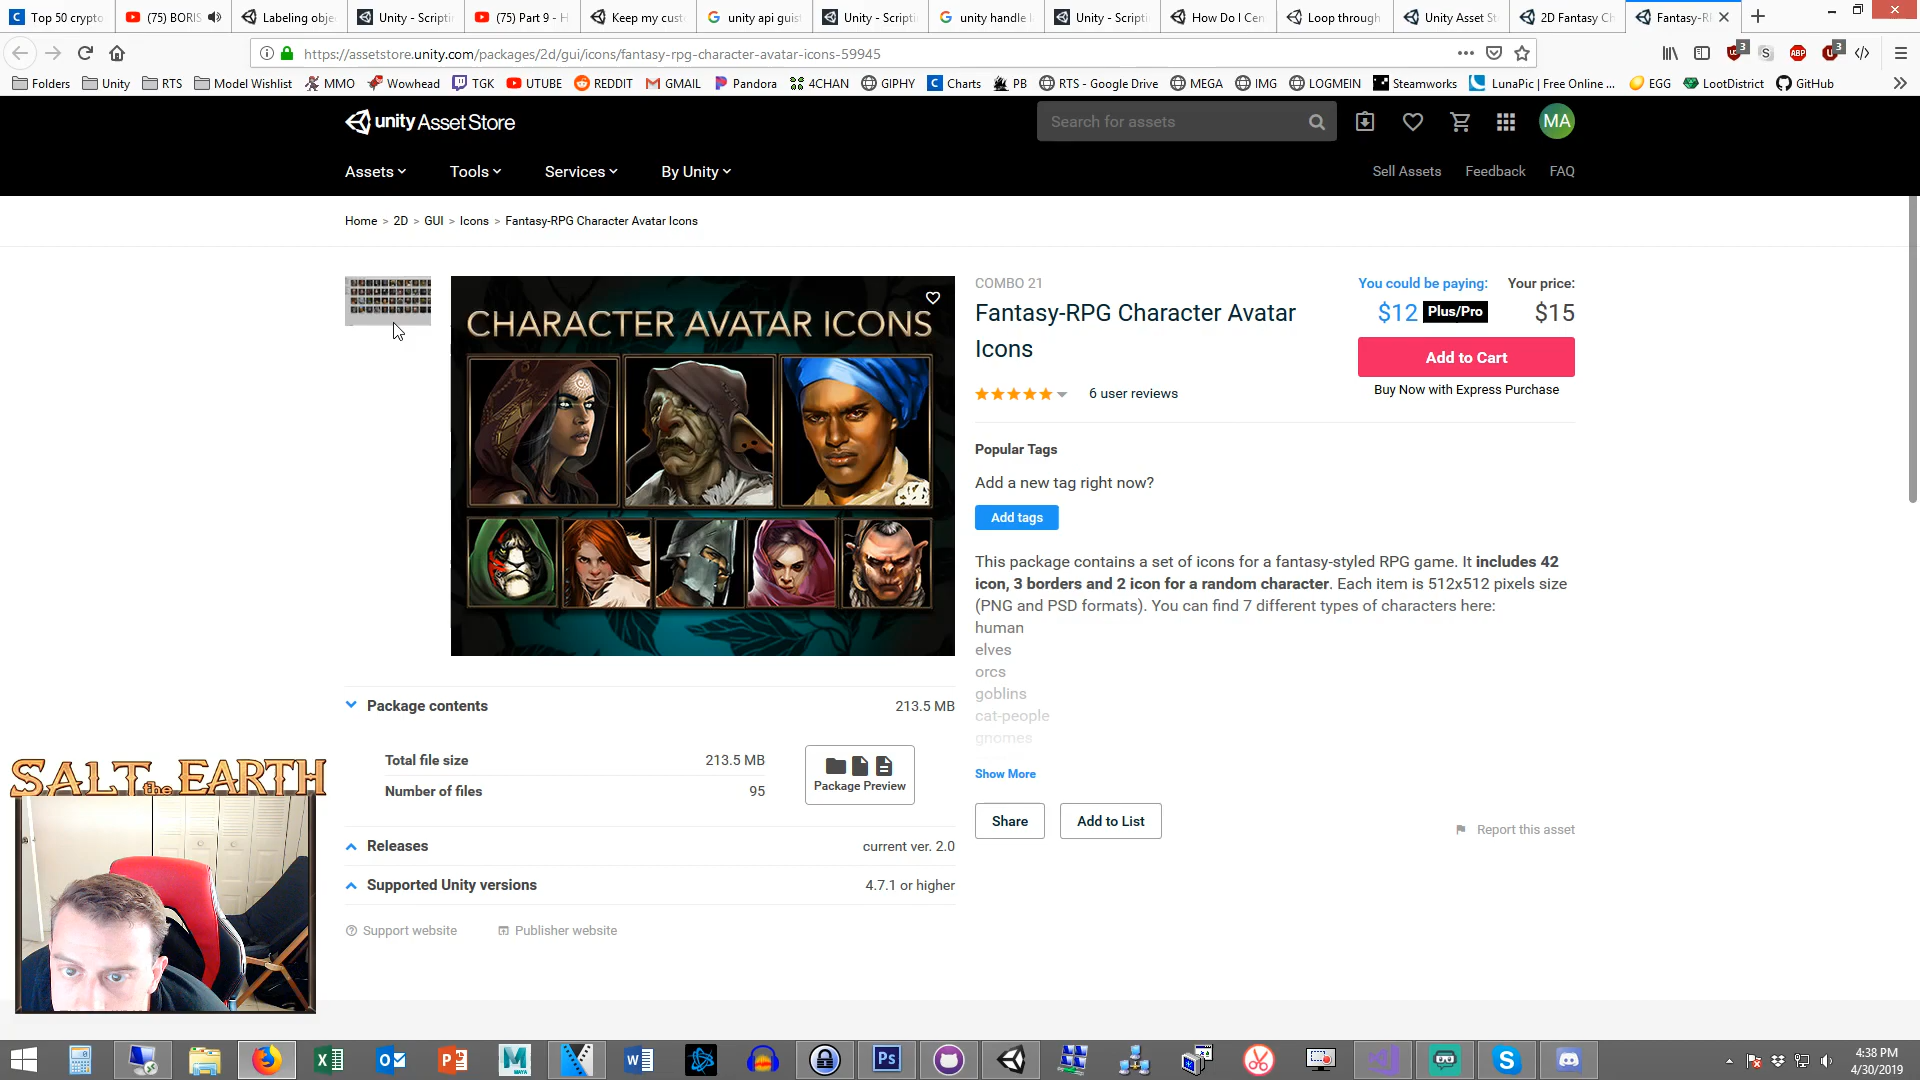 Top 50 crypto
(75) BORIS
Labeling obje
Unity - Scriptin
(75) Part 9 - H
Keep my cust
unity api guist
Unity - Scriptin
unity handle l
Unity - Scriptin
How Do I Cen
Loop through
Unity Asset St
2D Fantasy Ch
Fantasy-R
https://assetstore.unity.com/packages/2d/gui/icons/fantasy-rpg-character-avatar-icons-59945
3
S
ABP
3
Folders
Unity
RTS
Model Wishlist
MMO
Wowhead
TGK
UTUBE
REDDIT
GMAIL
Pandora
4CHAN
GIPHY
Charts
PB
RTS - Google Drive
MEGA
IMG
LOGMEIN
Steamworks
LunaPic | Free Online ...
EGG
LootDistrict
GitHub
unity Asset Store
Search for assets
MA
Assets
Tools
Services
By Unity
Sell Assets
Feedback
FAQ
Home > 2D > GUI > Icons > Fantasy-RPG Character Avatar Icons
CHARACTER AVATAR ICONS
COMBO 21
Fantasy-RPG Character Avatar
Icons
You could be paying:
Your price:
$12 Plus/Pro
$15
Add to Cart
Buy Now with Express Purchase
6 user reviews
Popular Tags
Add a new tag right now?
Add tags
This package contains a set of icons for a fantasy-styled RPG game. It includes 42
icon, 3 borders and 2 icon for a random character. Each item is 512x512 pixels size
(PNG and PSD formats). You can find 7 different types of characters here:
human
elves
orcs
goblins
cat-people
gnomes
Show More
Share
Add to List
Report this asset
Package contents
213.5 MB
Total file size
213.5 MB
Number of files
95
Package Preview
Releases
current ver. 2.0
Supported Unity versions
4.7.1 or higher
Support website
Publisher website
SALT the EARTH
4:38 PM
4/30/2019